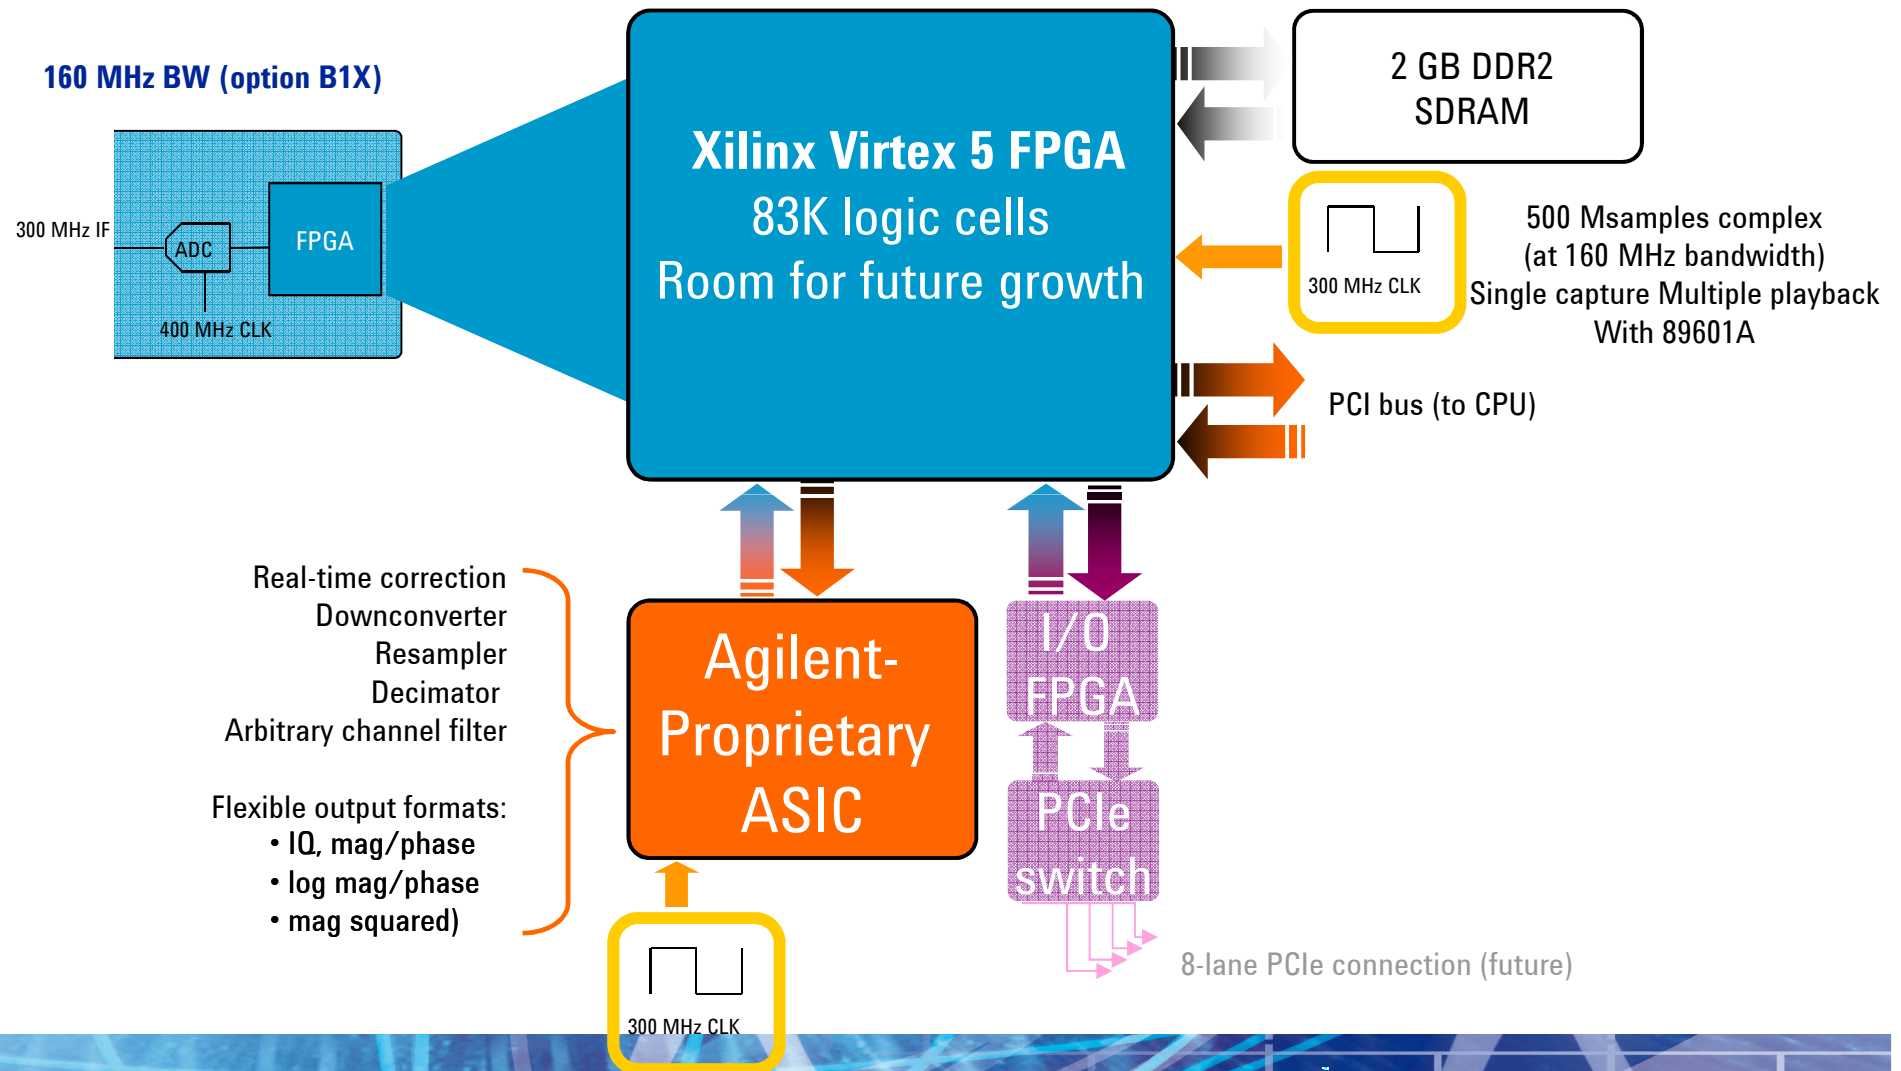 160 MHz BW (option B1X)
300 MHz IF
ADC
FPGA
400 MHz CLK
Xilinx Virtex 5 FPGA
83K logic cells
Room for future growth
2 GB DDR2
SDRAM
300 MHz CLK
500 Msamples complex
(at 160 MHz bandwidth)
Single capture Multiple playback
With 89601A
PCI bus (to CPU)
Real-time correction
Downconverter
Resampler
Decimator
Arbitrary channel filter
Flexible output formats:
• IQ, mag/phase
• log mag/phase
• mag squared)
Agilent-
Proprietary
ASIC
300 MHz CLK
I/O
FPGA
PCIe
switch
8-lane PCIe connection (future)